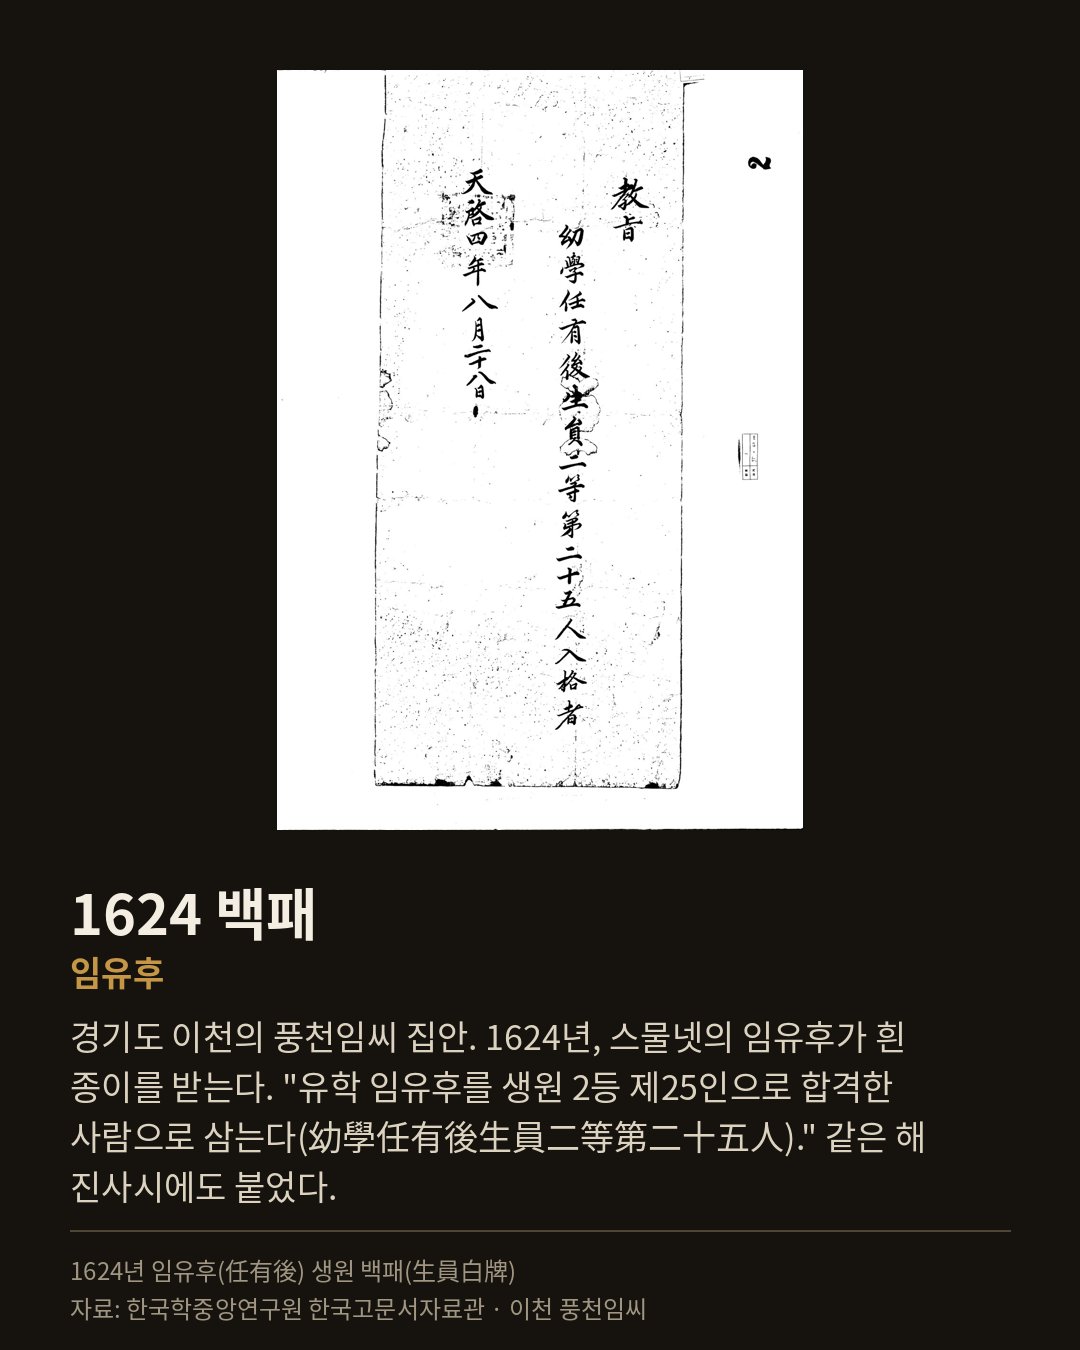 2
教旨
幼學任有後生員二等第二十五人入格者
天啓四年八月二十八日
1624 백패
임유후
경기도 이천의 풍천임씨 집안. 1624년, 스물넷의 임유후가 흰
종이를 받는다. "유학 임유후를 생원 2등 제25인으로 합격한
사람으로 삼는다(幼學任有後生員二等第二十五人)." 같은 해
진사시에도 붙었다.
1624년 임유후(任有後) 생원 백패(生員白牌)
자료: 한국학중앙연구원 한국고문서자료관 · 이천 풍천임씨